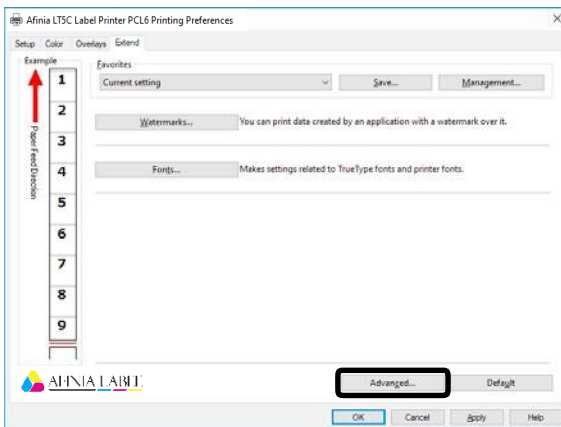 Afinia LT5C Label Printer PCL6 Printing Preferences
Setup Color Overlays Extend
Example
Favorites
Current setting Save... Management...
Watermarks... You can print data created by an application with a watermark over it.
Fonts... Makes settings related to TrueType fonts and printer fonts.
Paper Feed Direction
1
2
3
4
5
6
7
8
9
AFINIA LABEL
Advanced... Default
OK Cancel Apply Help